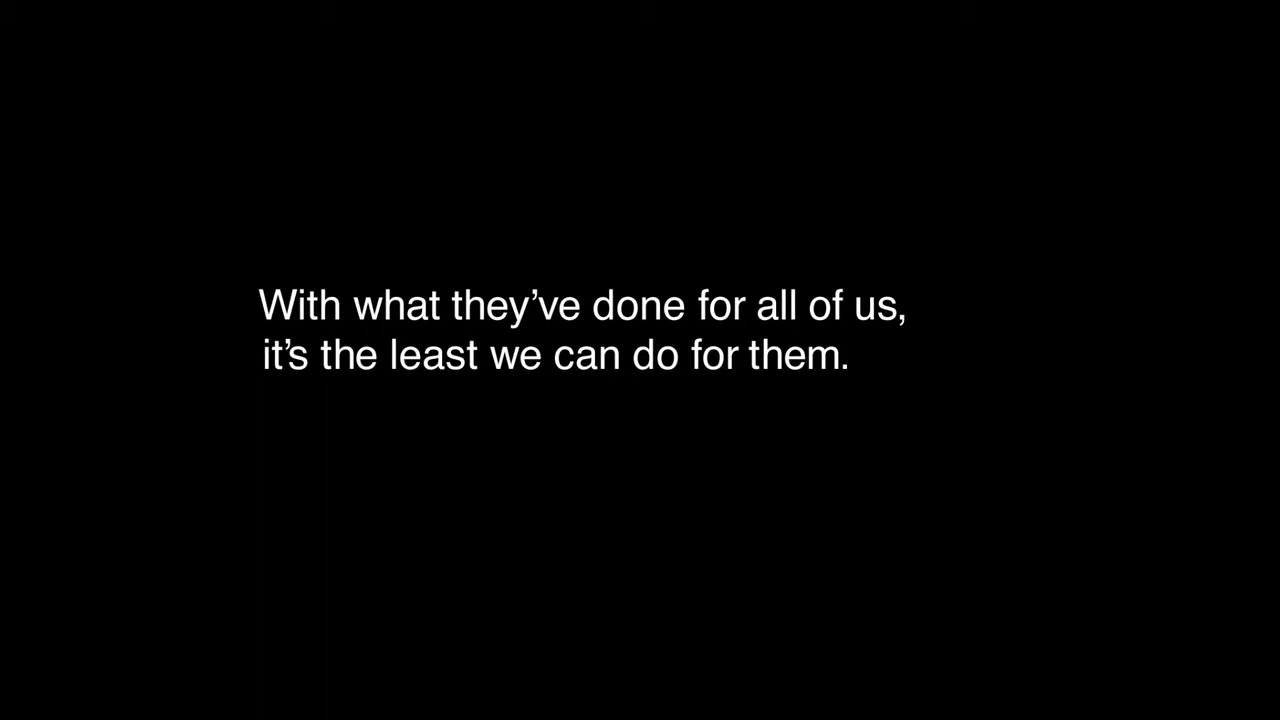 With what they’ve done for all of us,
it’s the least we can do for them.